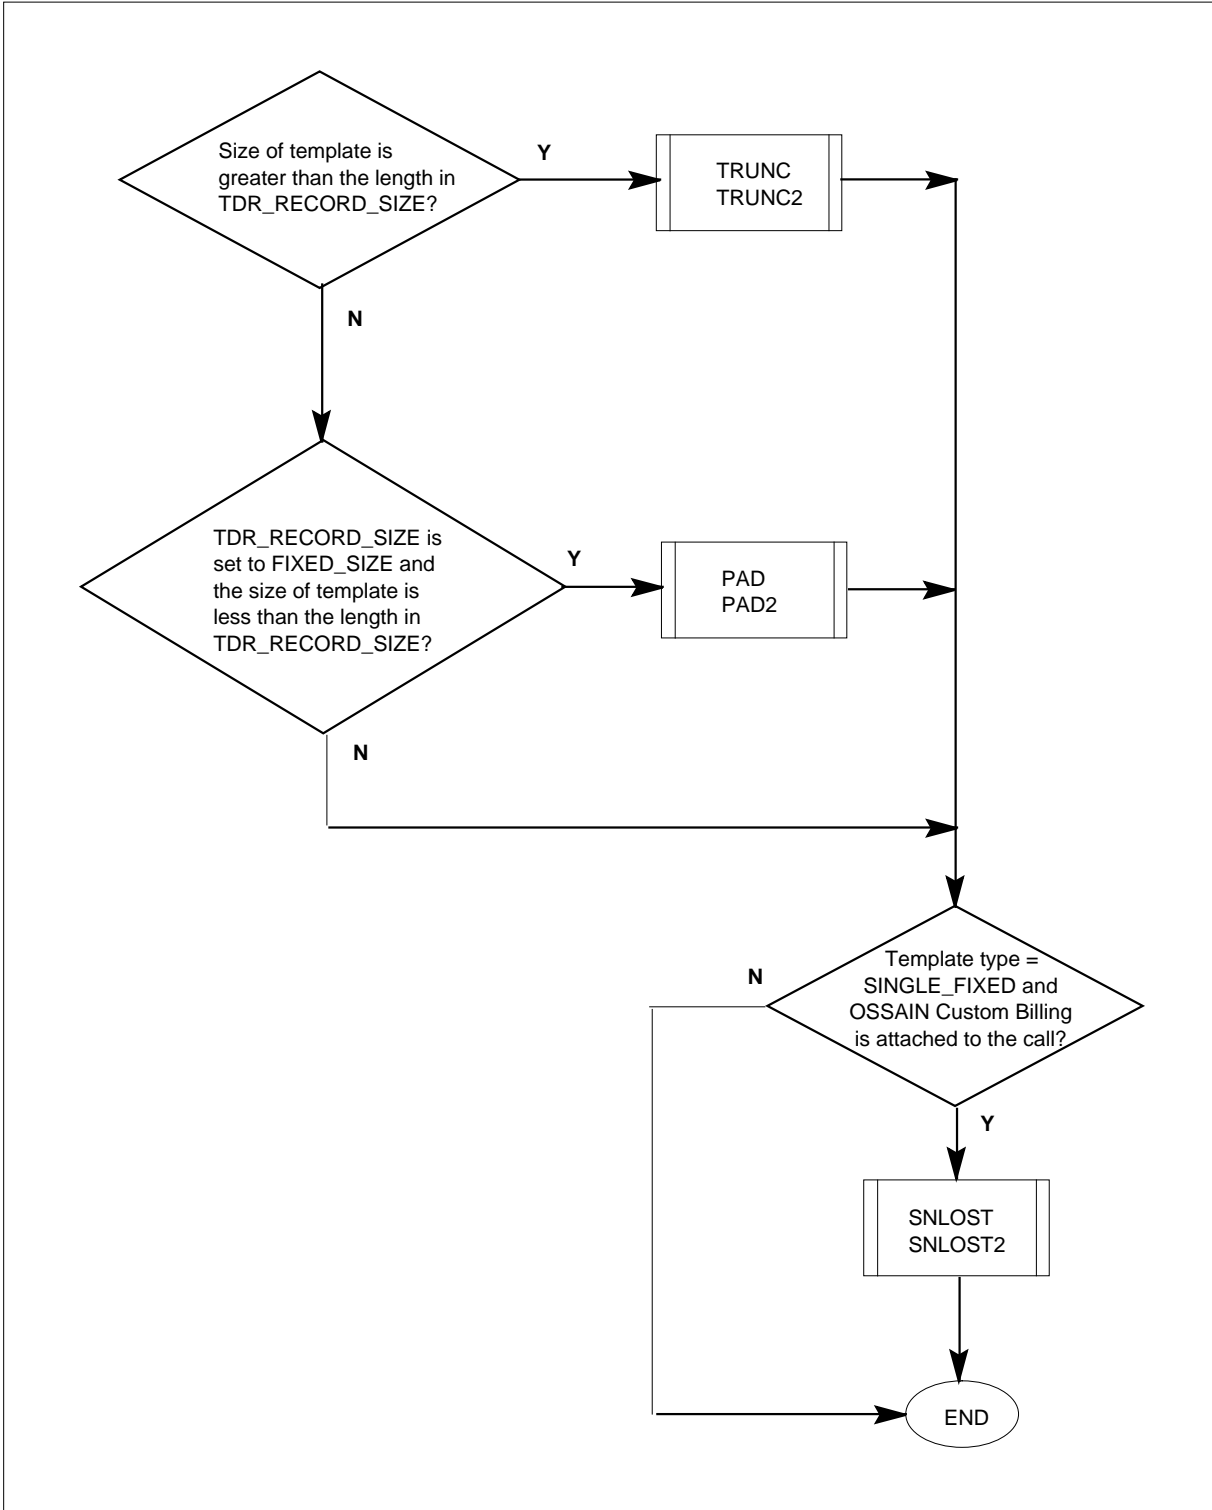 Size of template is
greater than the length in
TDR_RECORD_SIZE?
Y
TRUNC
TRUNC2
N
TDR_RECORD_SIZE is
set to FIXED_SIZE and
the size of template is
less than the length in
TDR_RECORD_SIZE?
Y
PAD
PAD2
N
Template type =
SINGLE_FIXED and
OSSAIN Custom Billing
is attached to the call?
N
Y
SNLOST
SNLOST2
END